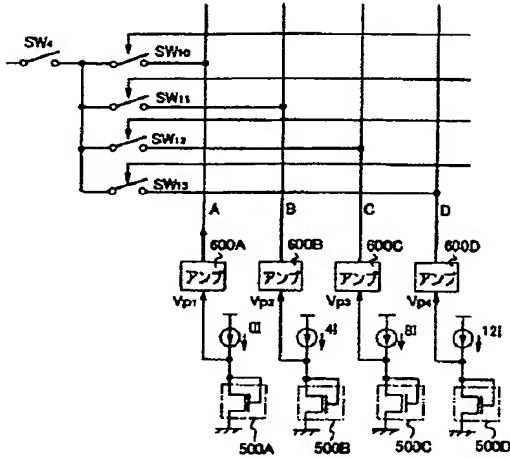 SW4
SW10
SW11
SW12
SW13
A B C D
600A 600B 600C 600D
アンプ アンプ アンプ アンプ
Vp1 Vp2 Vp3 Vp4
0I 4I 8I 12I
500A 500B 500C 500D